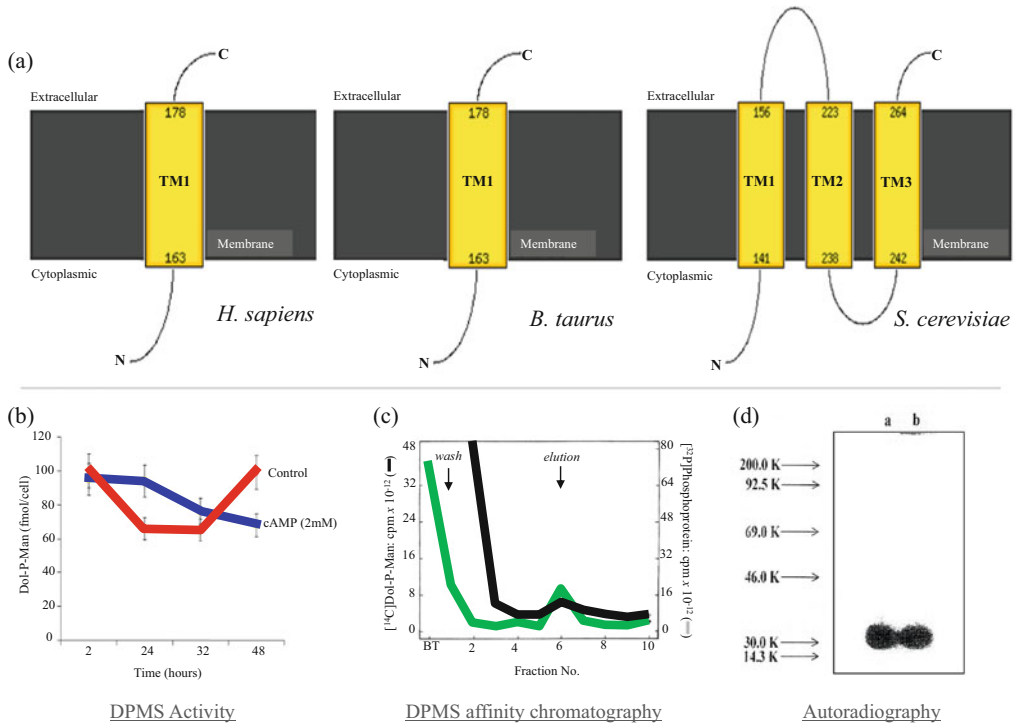 (a)
Extracellular
178
TM1
Membrane
163
Cytoplasmic
N
C
H. sapiens
178
TM1
Membrane
163
Cytoplasmic
Extracellular
N
C
B. taurus
Extracellular
156 223 264
TM1 TM2 TM3
Membrane
141 238 242
Cytoplasmic
N
C
S. cerevisiae
(b)
Dol-P-Man (fmol/cell)
120
100
80
60
40
20
0
2 24 32 48
Time (hours)
Control
cAMP (2mM)
DPMS Activity
(c)
[¹⁴C]Dol-P-Man: cpm x 10⁻¹² (▬)
48
36
24
16
8
0
wash
elution
80
64
48
32
16
0
[³²P]Phosphoprotein: cpm x 10⁻¹² (═)
BT 2 4 6 8 10
Fraction No.
DPMS affinity chromatography
(d)
a b
200.0 K
92.5 K
69.0 K
46.0 K
30.0 K
14.3 K
Autoradiography